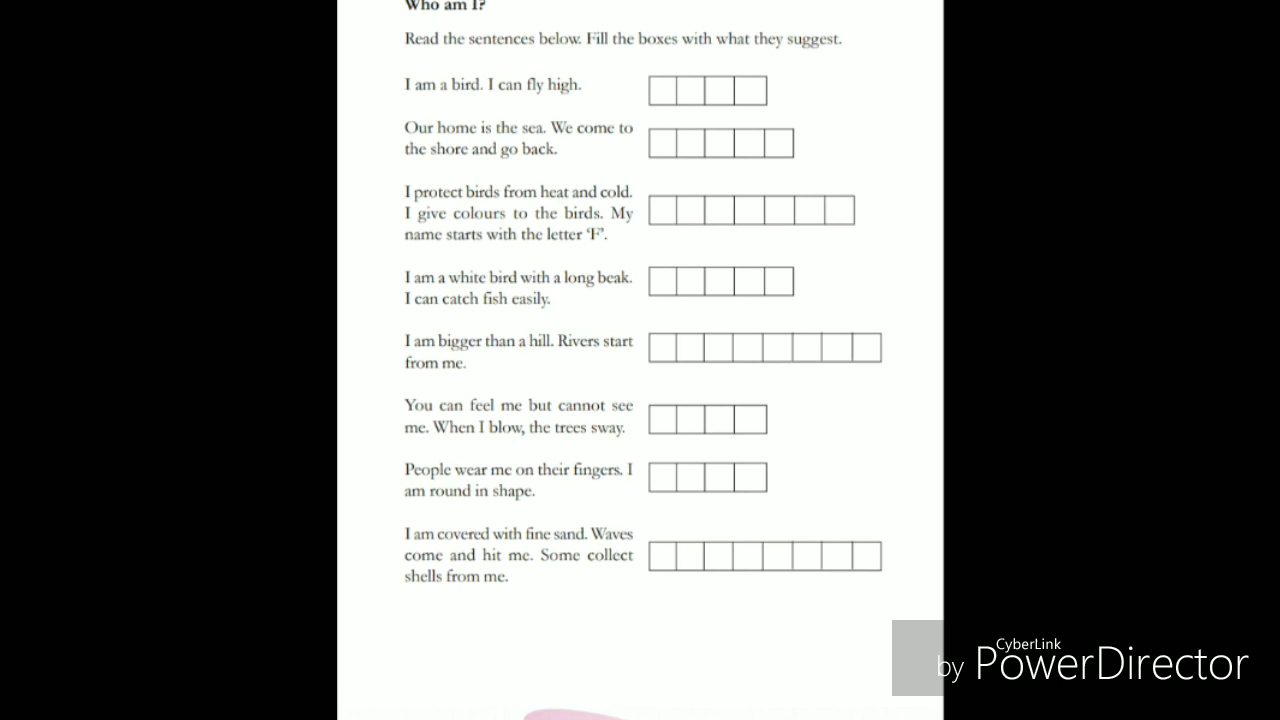 Who am I?
Read the sentences below. Fill the boxes with what they suggest.
I am a bird. I can fly high.
Our home is the sea. We come to
the shore and go back.
I protect birds from heat and cold.
I give colours to the birds. My
name starts with the letter ‘F’.
I am a white bird with a long beak.
I can catch fish easily.
I am bigger than a hill. Rivers start
from me.
You can feel me but cannot see
me. When I blow, the trees sway.
People wear me on their fingers. I
am round in shape.
I am covered with fine sand. Waves
come and hit me. Some collect
shells from me.
CyberLink
by PowerDirector